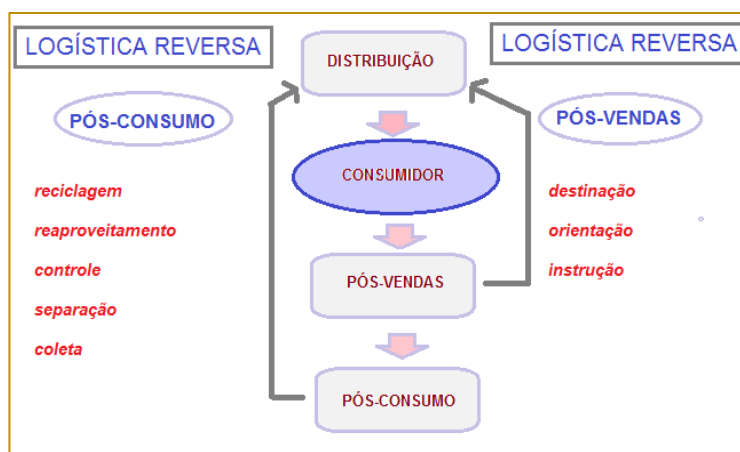 LOGÍSTICA REVERSA
PÓS-CONSUMO
reciclagem
reaproveitamento
controle
separação
coleta
DISTRIBUIÇÃO
CONSUMIDOR
PÓS-VENDAS
PÓS-CONSUMO
LOGÍSTICA REVERSA
PÓS-VENDAS
destinação
orientação
instrução